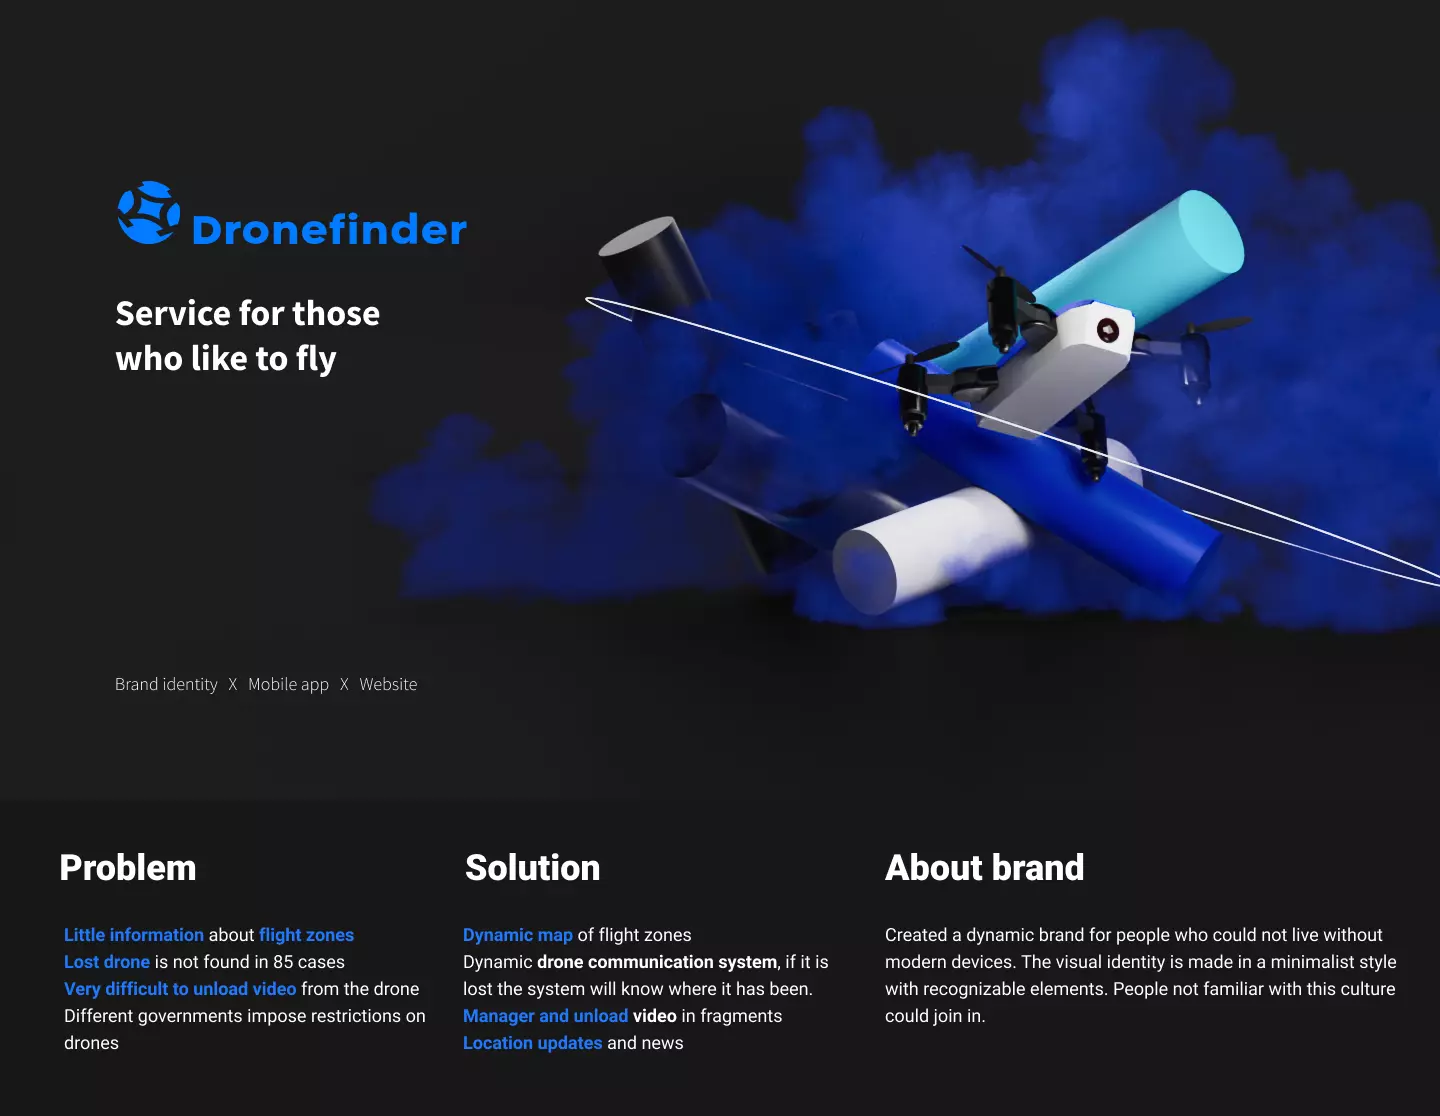 Dronefinder
Service for those
who like to fly
Brand identity X Mobile app X Website
Problem
Little information about flight zones
Lost drone is not found in 85 cases
Very difficult to unload video from the drone
Different governments impose restrictions on
drones
Solution
Dynamic map of flight zones
Dynamic drone communication system, if it is
lost the system will know where it has been.
Manager and unload video in fragments
Location updates and news
About brand
Created a dynamic brand for people who could not live without
modern devices. The visual identity is made in a minimalist style
with recognizable elements. People not familiar with this culture
could join in.